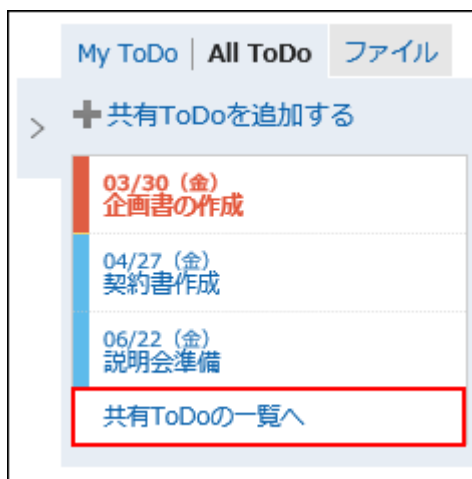 My ToDo | All ToDo ファイル
共有ToDoを追加する
03/30（金）
企画書の作成
04/27（金）
契約書作成
06/22（金）
説明会準備
共有ToDoの一覧へ